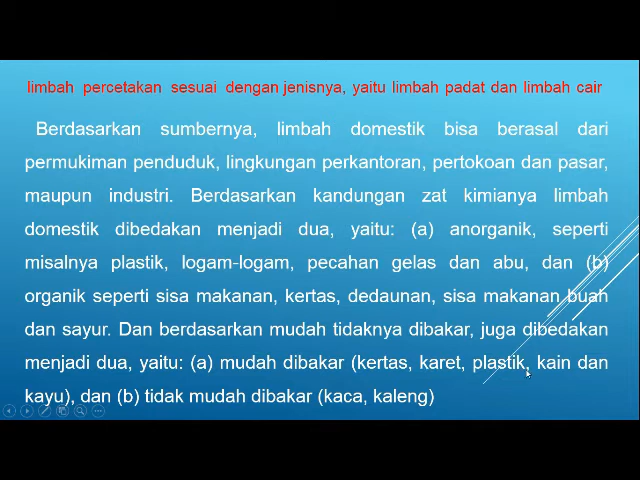 limbah percetakan sesuai dengan jenisnya, yaitu limbah padat dan limbah cair
Berdasarkan sumbernya, limbah domestik bisa berasal dari
permukiman penduduk, lingkungan perkantoran, pertokoan dan pasar,
maupun industri. Berdasarkan kandungan zat kimianya limbah
domestik dibedakan menjadi dua, yaitu: (a) anorganik, seperti
misalnya plastik, logam-logam, pecahan gelas dan abu, dan (b)
organik seperti sisa makanan, kertas, dedaunan, sisa makanan buah
dan sayur. Dan berdasarkan mudah tidaknya dibakar, juga dibedakan
menjadi dua, yaitu: (a) mudah dibakar (kertas, karet, plastik, kain dan
kayu), dan (b) tidak mudah dibakar (kaca, kaleng)